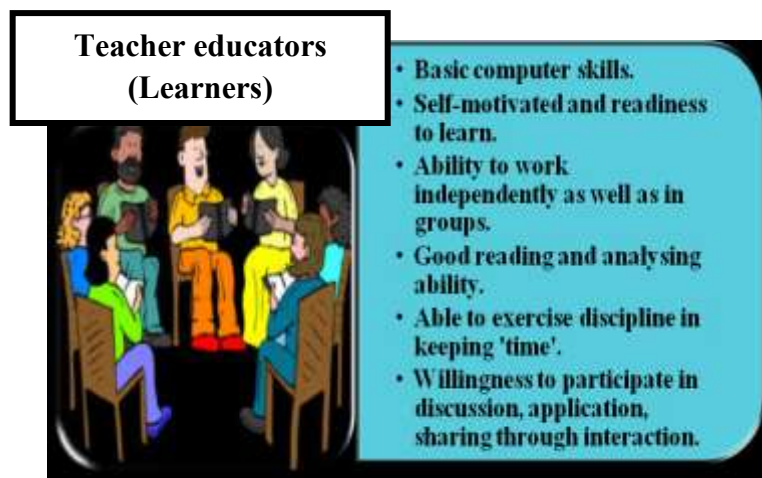 Teacher educators
(Learners)
• Basic computer skills.
• Self-motivated and readiness
to learn.
• Ability to work
independently as well as in
groups.
• Good reading and analysing
ability.
• Able to exercise discipline in
keeping 'time'.
• Willingness to participate in
discussion, application,
sharing through interaction.